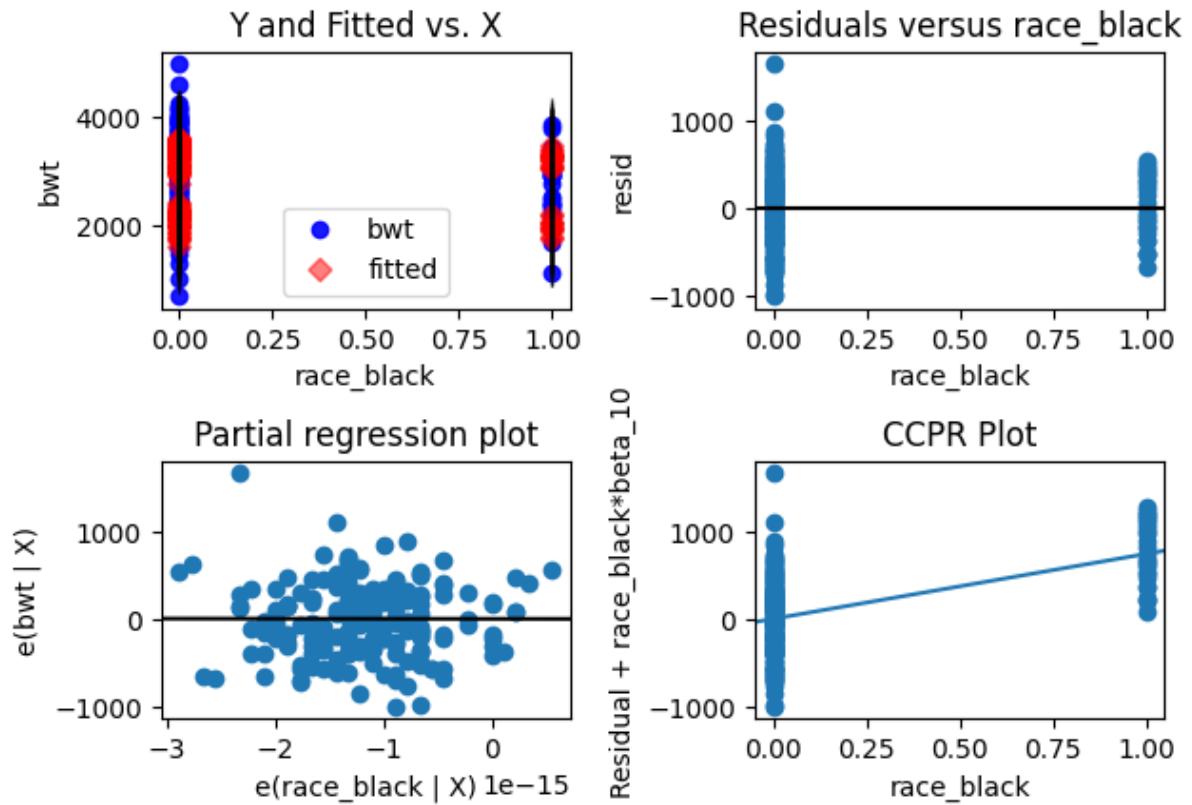 Y and Fitted vs. X
4000
2000
bwt
bwt
fitted
0.00 0.25 0.50 0.75 1.00
race_black
Residuals versus race_black
1000
0
−1000
resid
0.00 0.25 0.50 0.75 1.00
race_black
Partial regression plot
1000
0
−1000
e(bwt | X)
−3 −2 −1 0
e(race_black | X) 1e−15
CCPR Plot
1000
0
−1000
Residual + race_black*beta_10
0.00 0.25 0.50 0.75 1.00
race_black